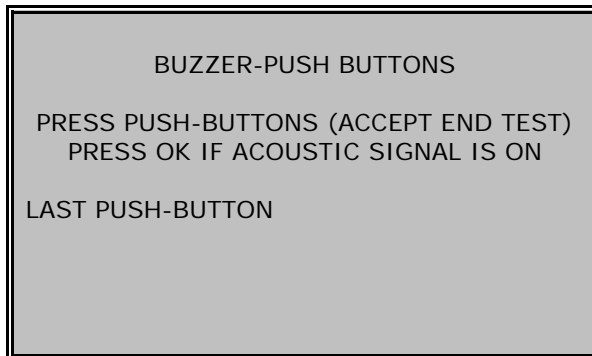 BUZZER-PUSH BUTTONS
PRESS PUSH-BUTTONS (ACCEPT END TEST)
PRESS OK IF ACOUSTIC SIGNAL IS ON
LAST PUSH-BUTTON